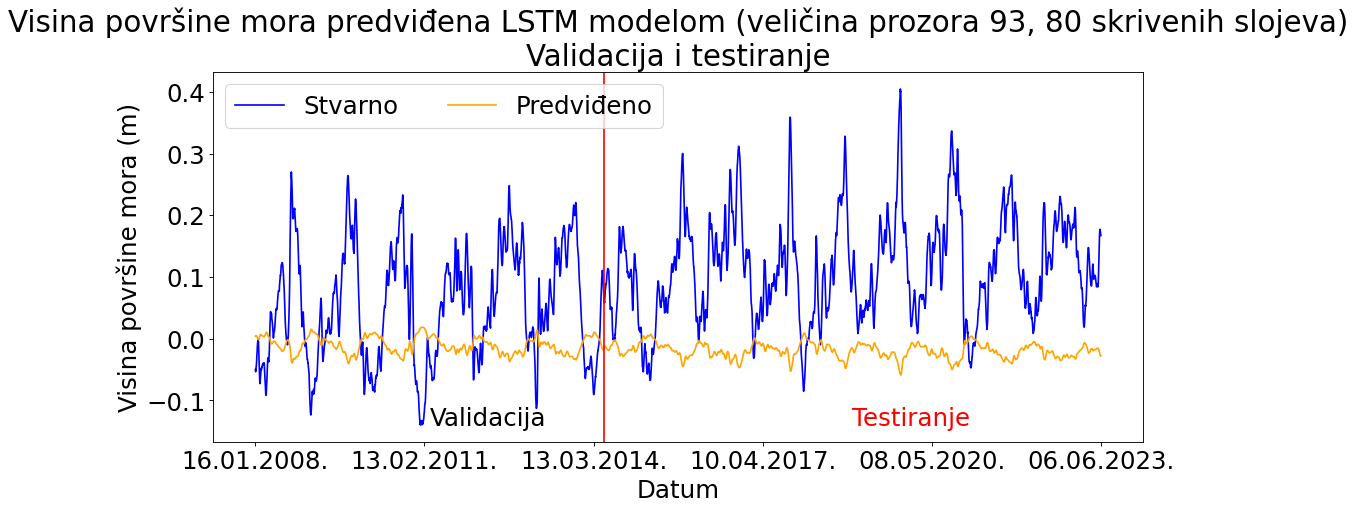 Visina površine mora predviđena LSTM modelom (veličina prozora 93, 80 skrivenih slojeva)
Validacija i testiranje
Stvarno
Predviđeno
Visina površine mora (m)
0.4
0.3
0.2
0.1
0.0
−0.1
Validacija
Testiranje
16.01.2008.
13.02.2011.
13.03.2014.
10.04.2017.
08.05.2020.
06.06.2023.
Datum